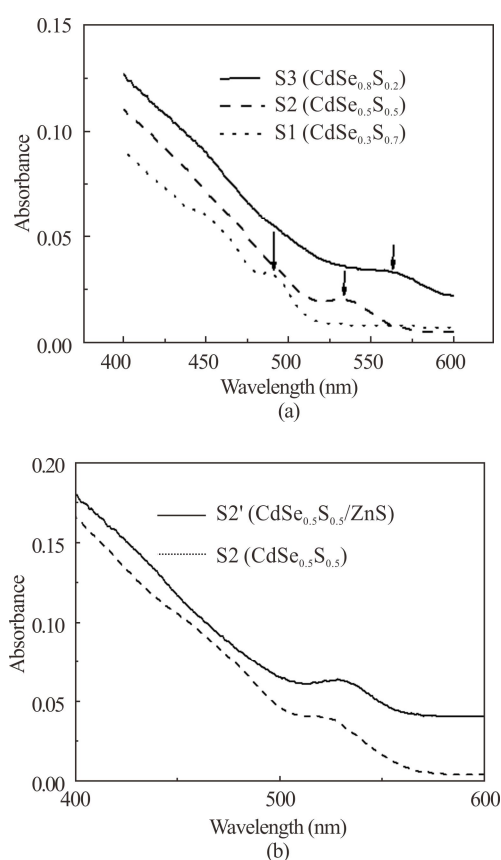 0.15
S3 (CdSe0.8S0.2)
S2 (CdSe0.5S0.5)
0.10
S1 (CdSe0.3S0.7)
Absorbance
0.05
0.00
400 450 500 550 600
Wavelength (nm)
(a)
0.20
S2' (CdSe0.5S0.5/ZnS)
0.15
S2 (CdSe0.5S0.5)
0.10
Absorbance
0.05
0.00
400 500 600
Wavelength (nm)
(b)